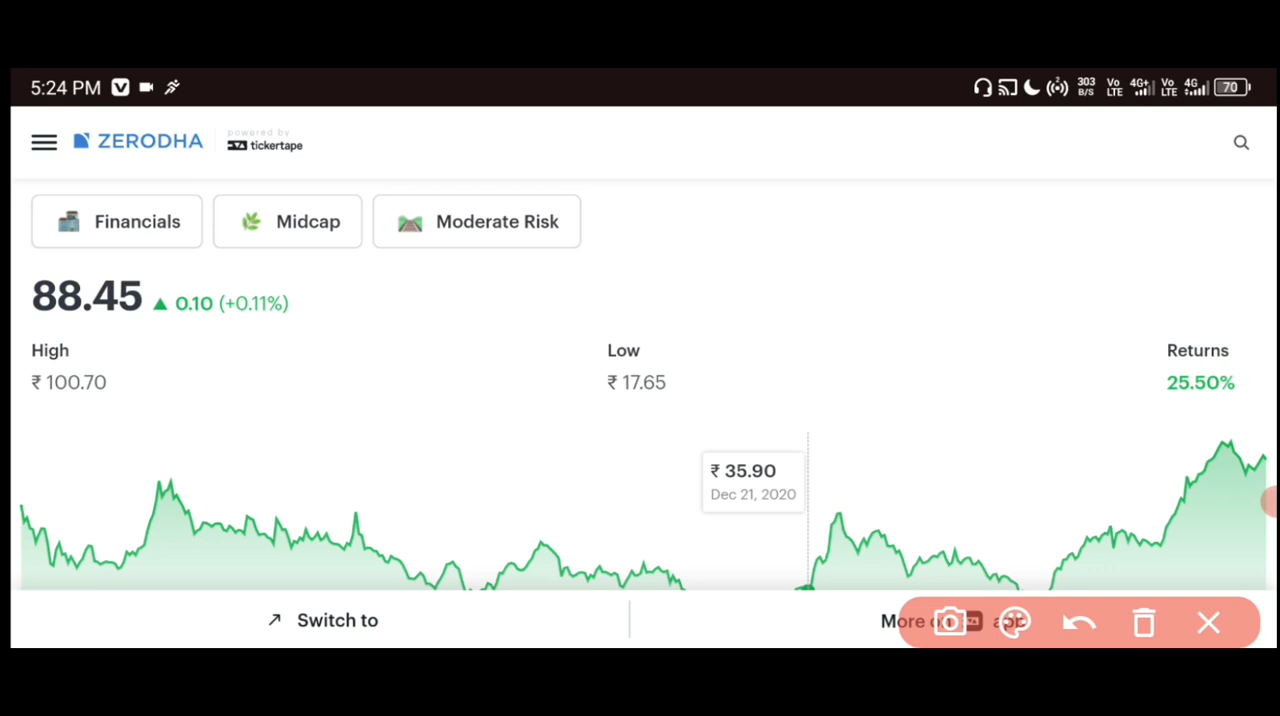 5:24 PM 303 B/S Vo LTE 4G+ Vo LTE 4G 70
ZERODHA powered by tickertape
Financials Midcap Moderate Risk
88.45 ▲ 0.10 (+0.11%)
High Low Returns
₹ 100.70 ₹ 17.65 25.50%
₹ 35.90
Dec 21, 2020
Switch to More on app